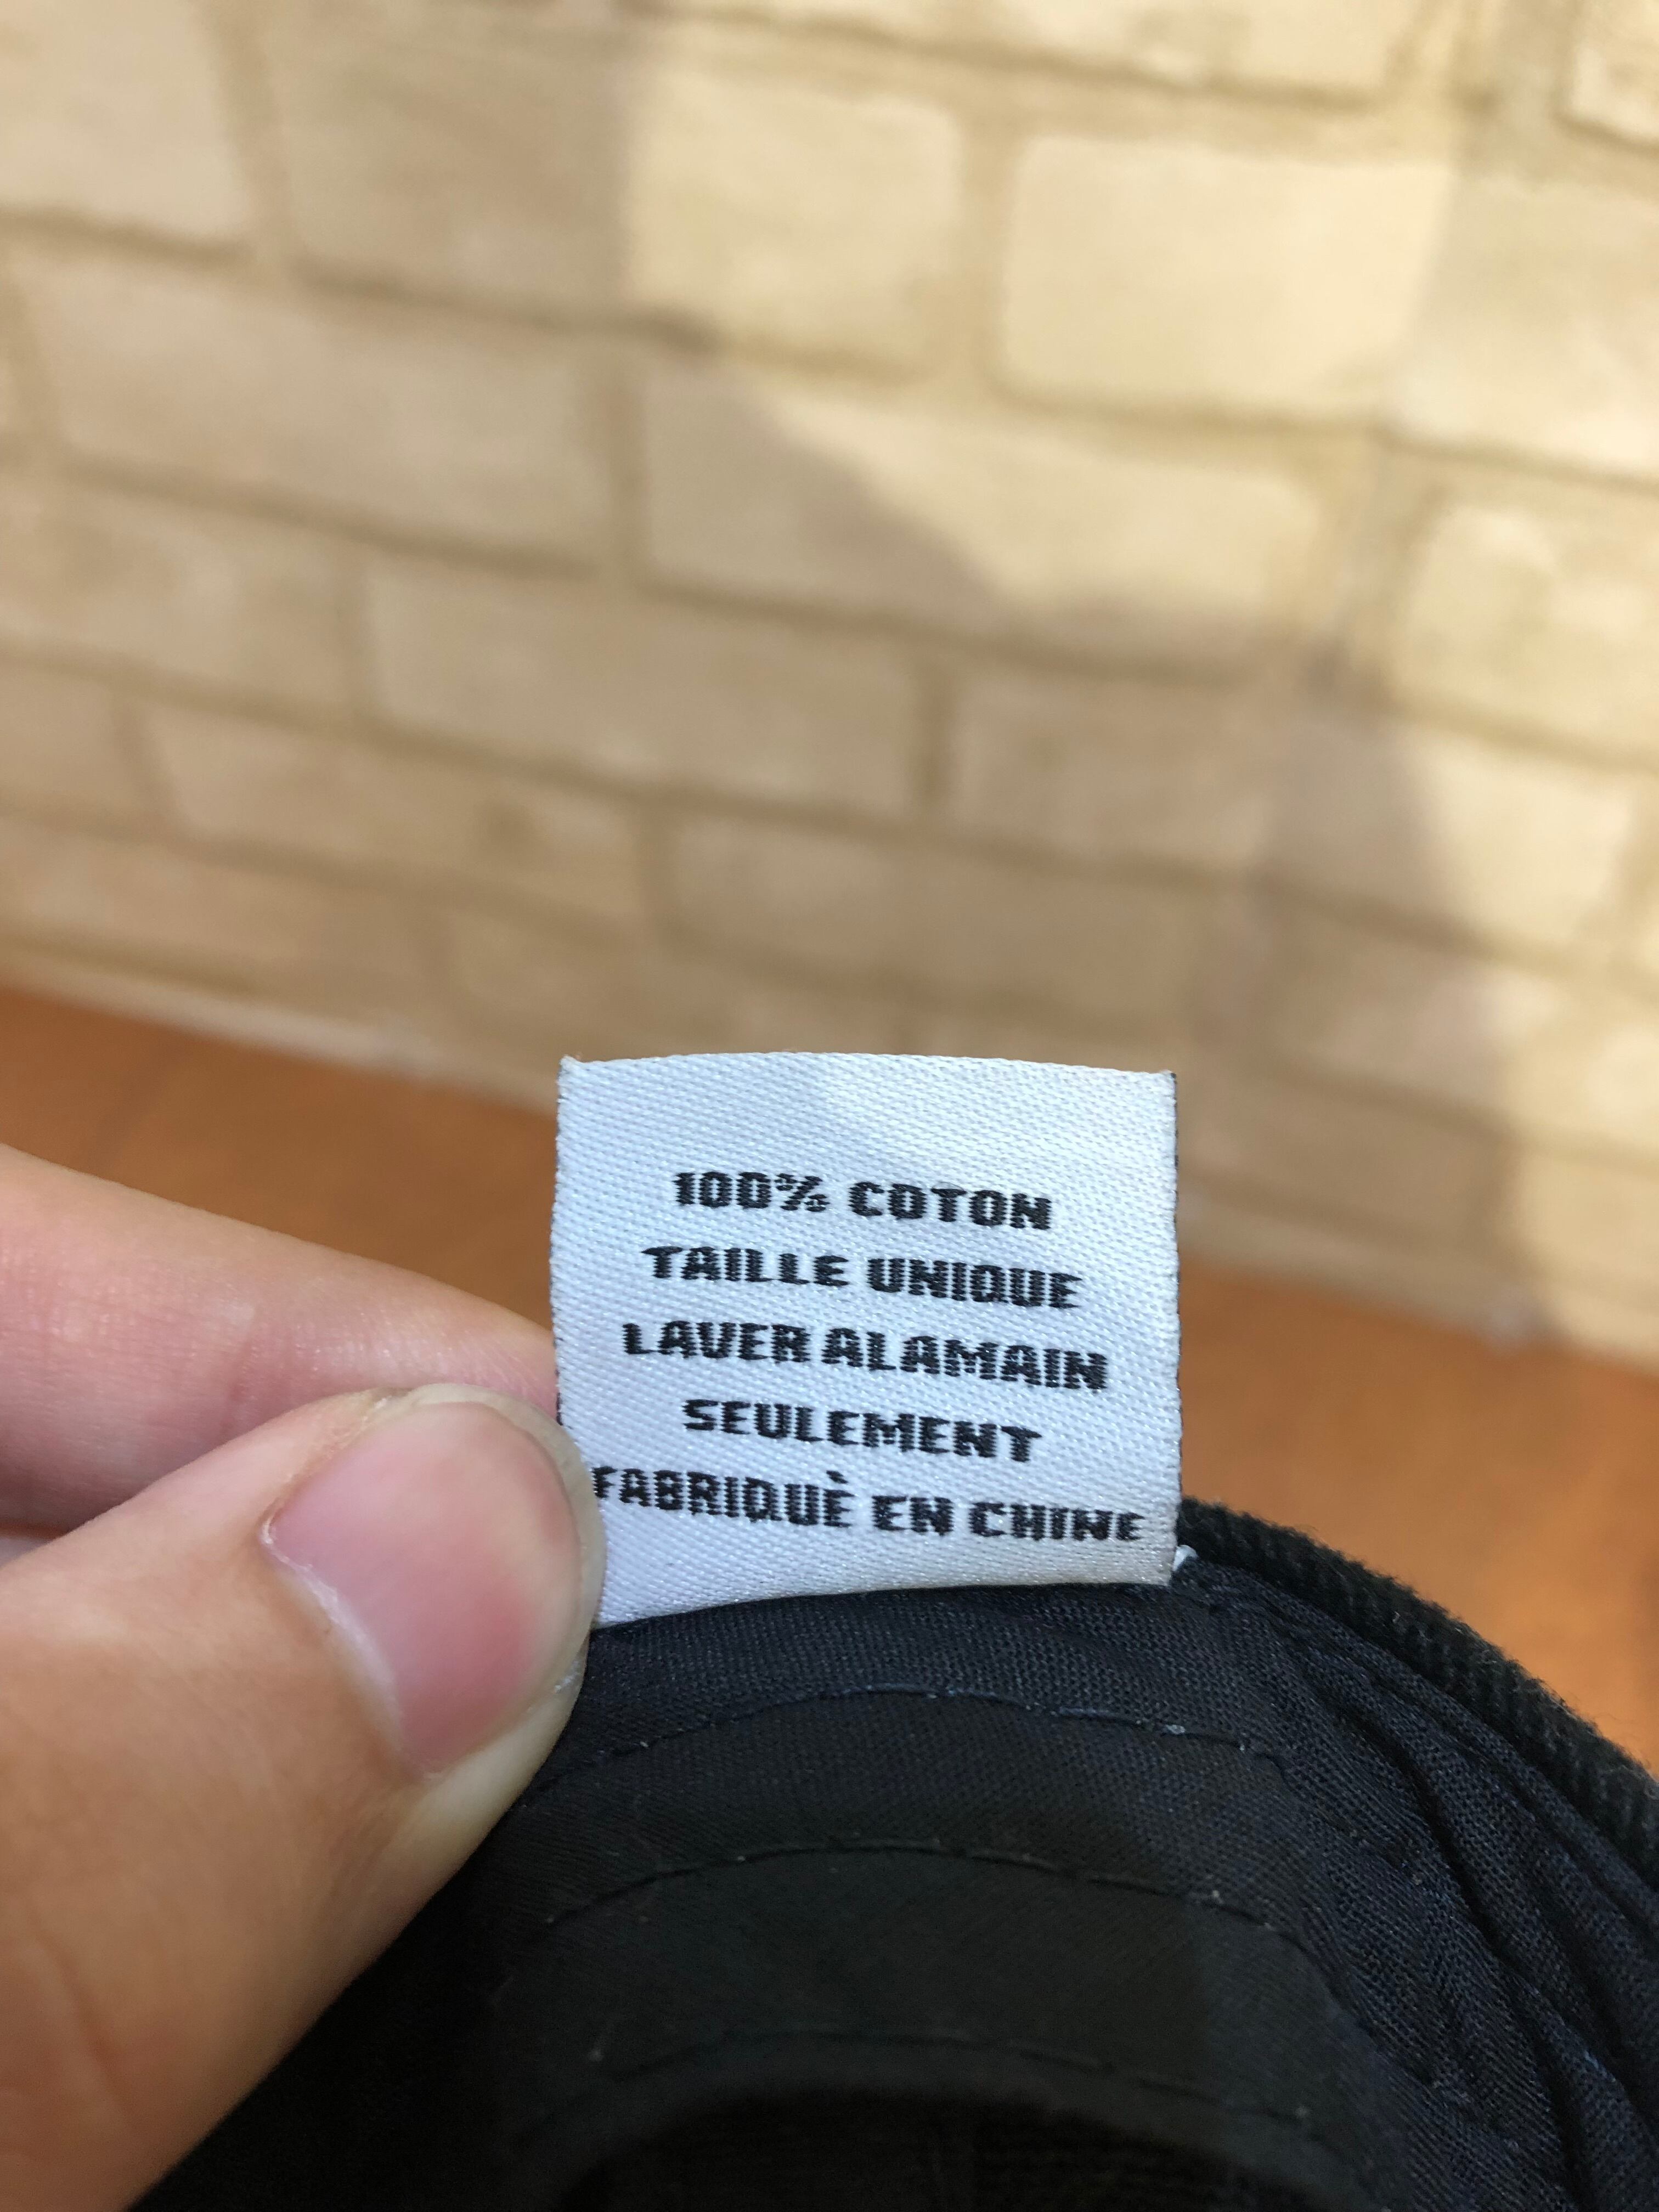 100% COTON
TAILLE UNIQUE
LAVER ALAMAIN
SEULEMENT
FABRIQUÈ EN CHINE